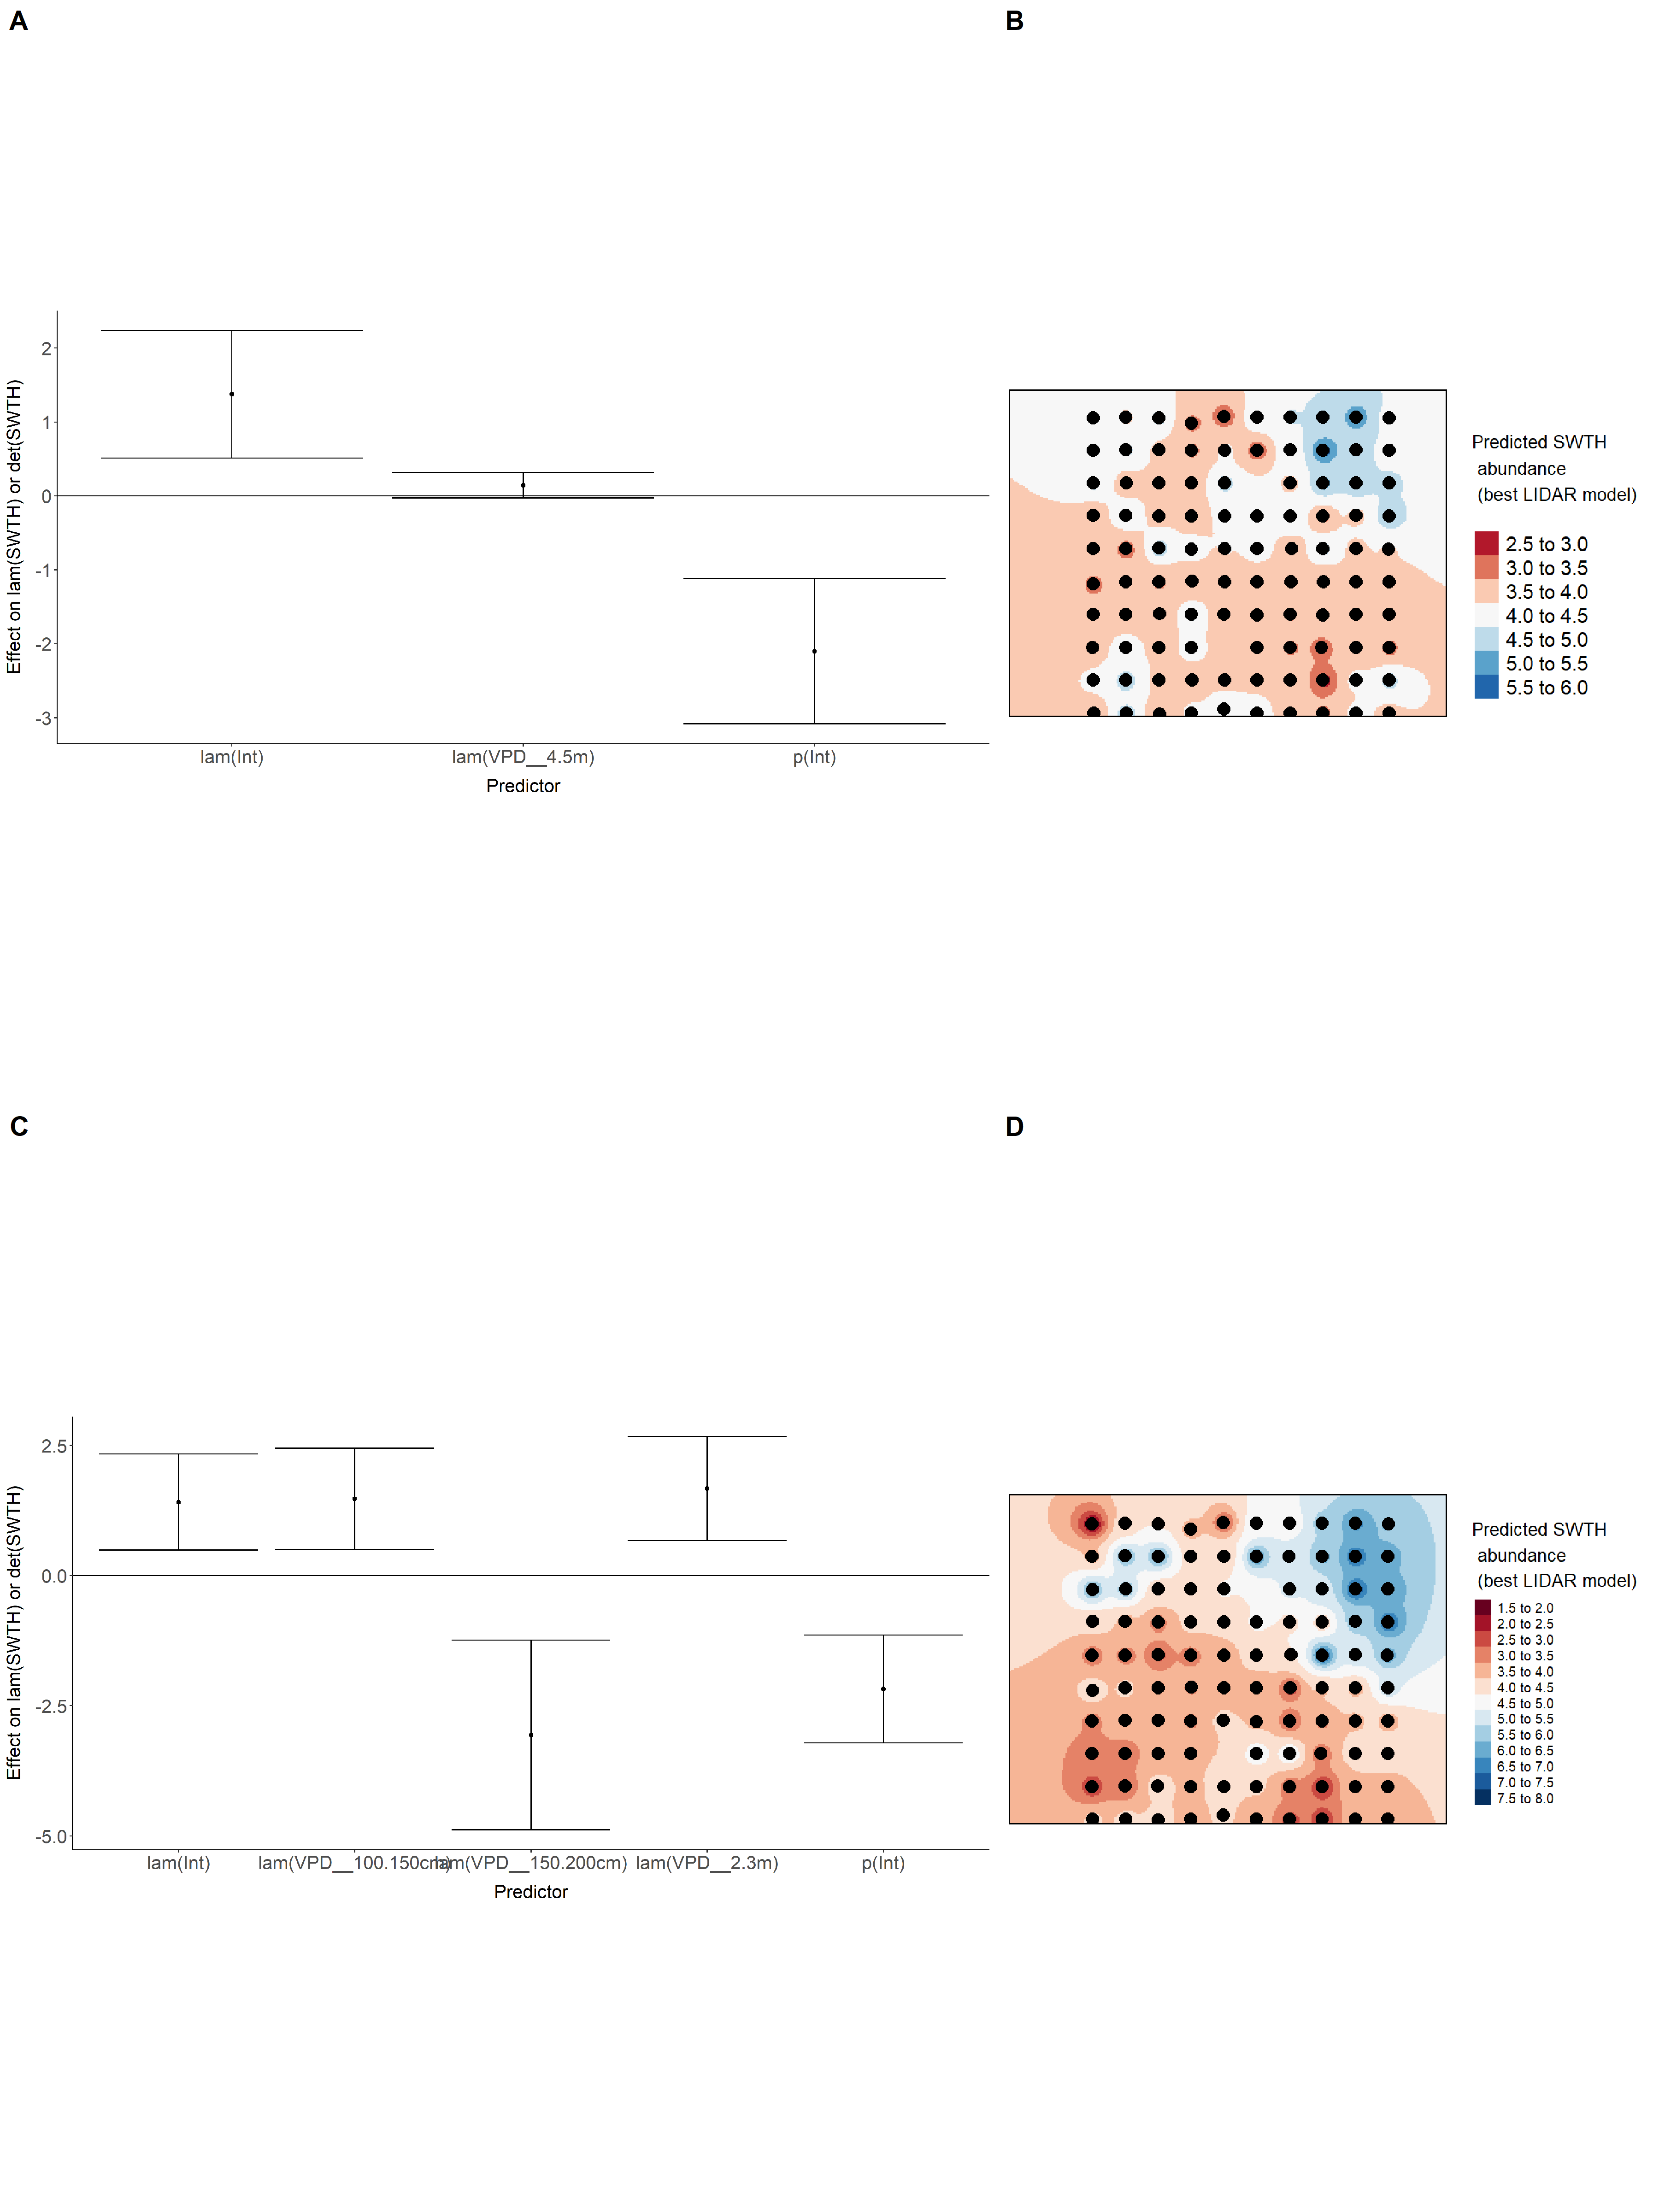 A
B
Effect on lam(SWTH) or det(SWTH)
2
1
0
-1
-2
-3
lam(Int)
lam(VPD__4.5m)
p(Int)
Predictor
Predicted SWTH
abundance
(best LIDAR model)
2.5 to 3.0
3.0 to 3.5
3.5 to 4.0
4.0 to 4.5
4.5 to 5.0
5.0 to 5.5
5.5 to 6.0
C
D
Effect on lam(SWTH) or det(SWTH)
2.5
0.0
-2.5
-5.0
lam(Int)
lam(VPD__100.150cm)
lam(VPD__150.200cm)
lam(VPD__2.3m)
p(Int)
Predictor
Predicted SWTH
abundance
(best LIDAR model)
1.5 to 2.0
2.0 to 2.5
2.5 to 3.0
3.0 to 3.5
3.5 to 4.0
4.0 to 4.5
4.5 to 5.0
5.0 to 5.5
5.5 to 6.0
6.0 to 6.5
6.5 to 7.0
7.0 to 7.5
7.5 to 8.0